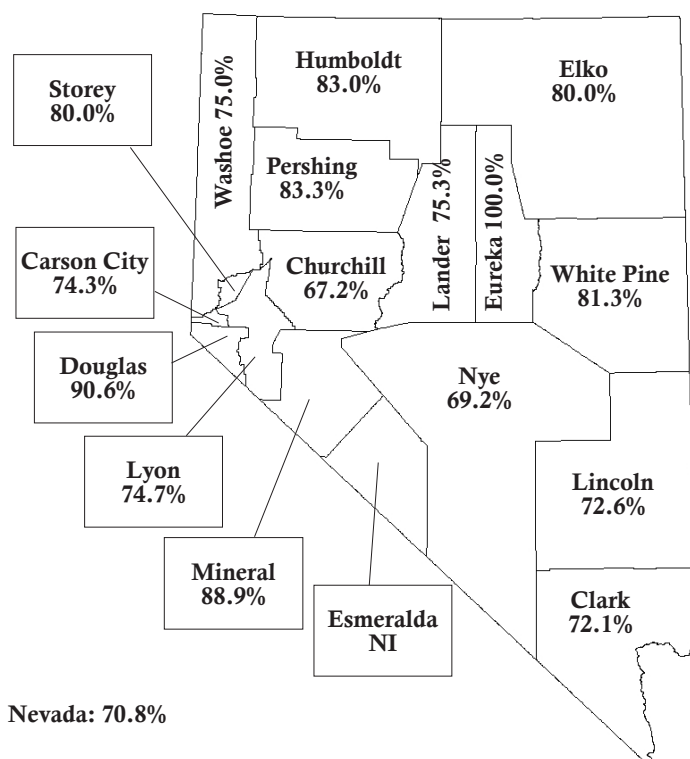 Humboldt
83.0%
Elko
80.0%
Storey
80.0%
Washoe 75.0%
Pershing
83.3%
Lander 75.3%
Eureka 100.0%
Carson City
74.3%
Churchill
67.2%
White Pine
81.3%
Douglas
90.6%
Nye
69.2%
Lyon
74.7%
Lincoln
72.6%
Mineral
88.9%
Esmeralda
NI
Clark
72.1%
Nevada: 70.8%